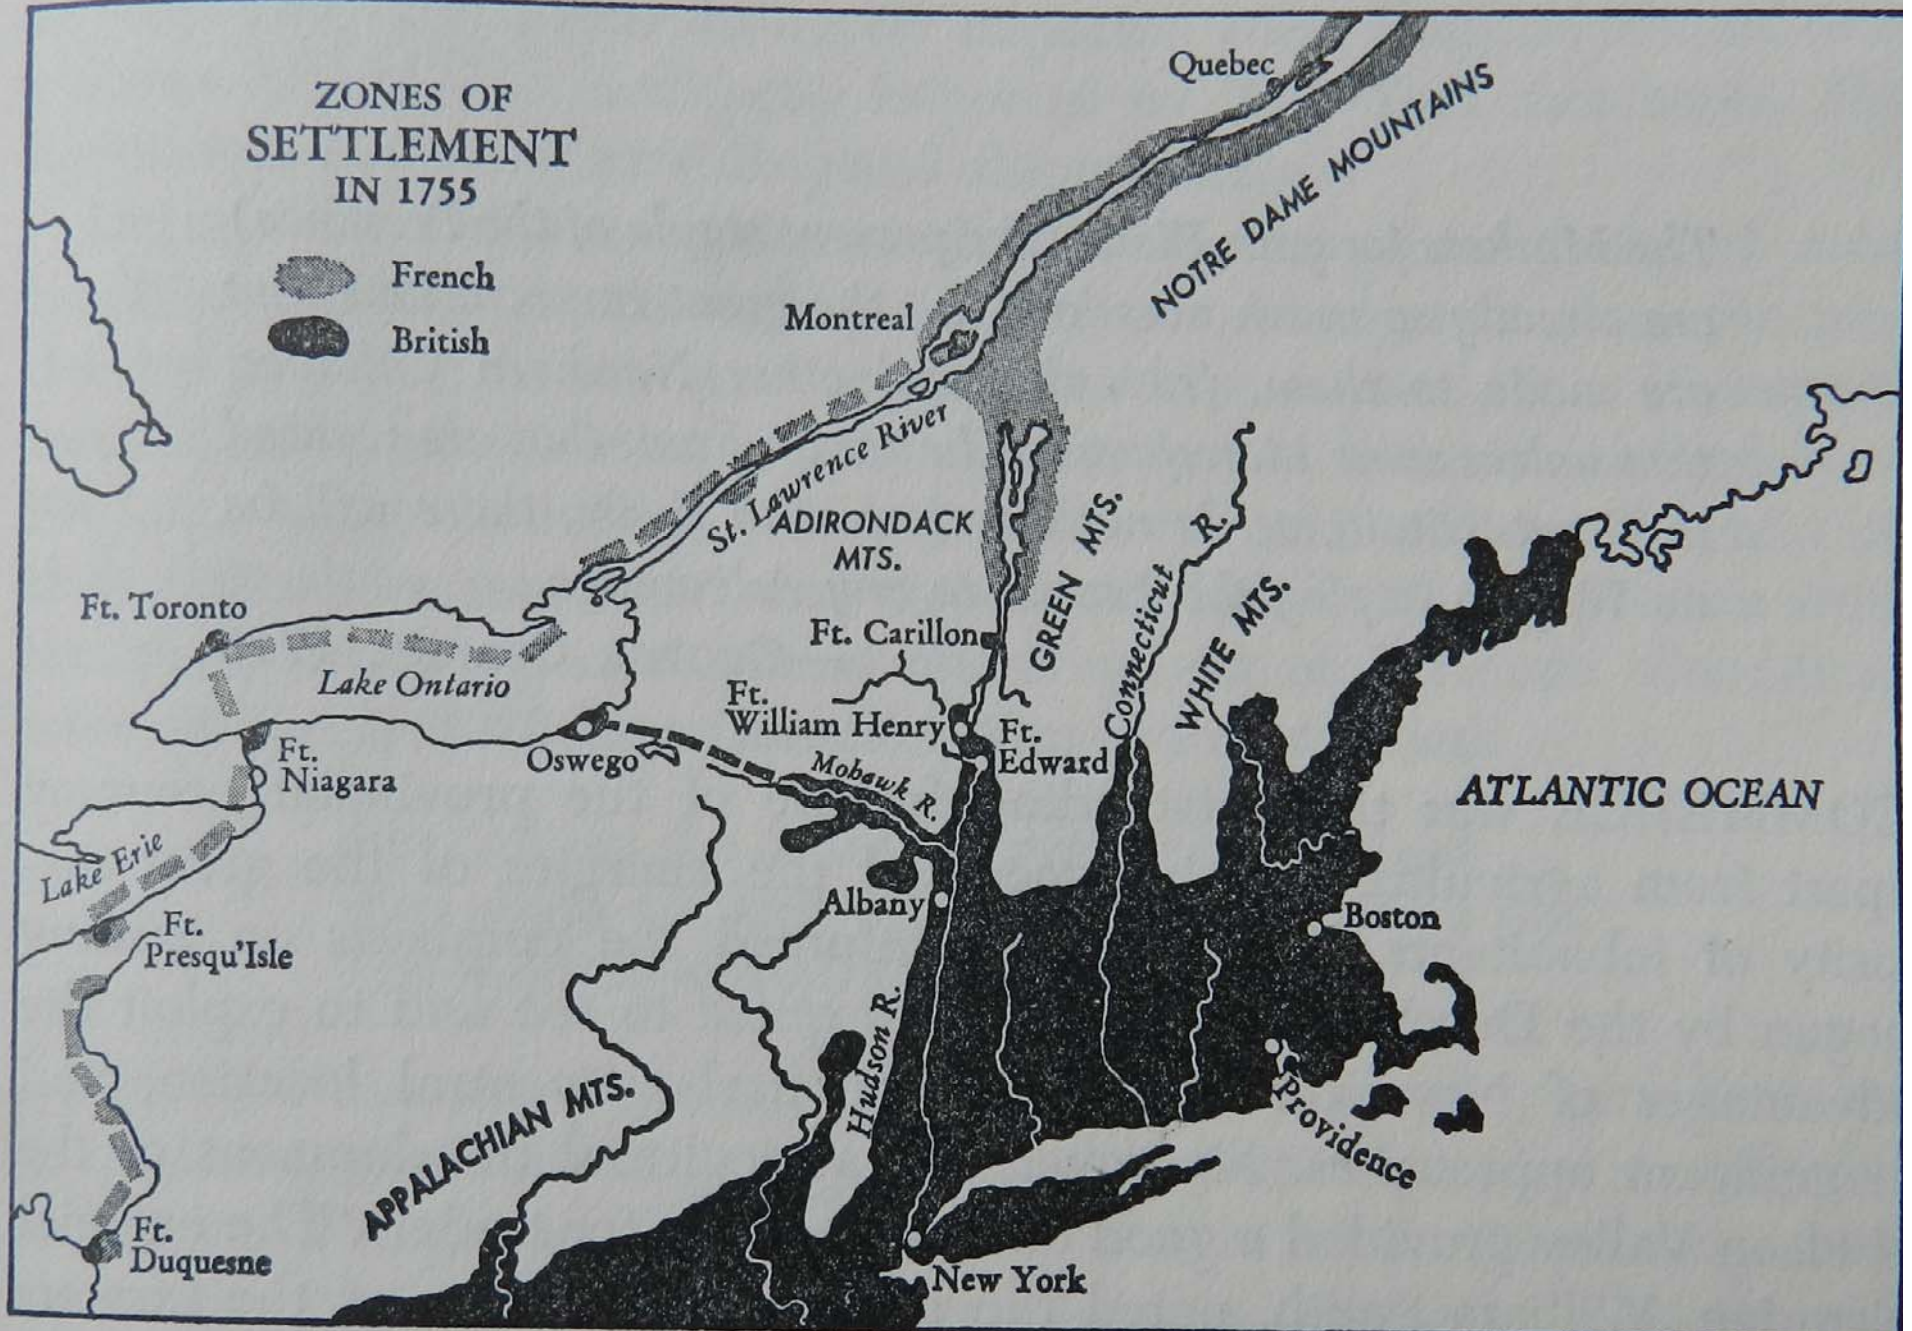 ZONES OF
SETTLEMENT
IN 1755
French
British
Quebec
NOTRE DAME MOUNTAINS
Montreal
St. Lawrence River
ADIRONDACK
MTS.
GREEN MTS.
Connecticut R.
WHITE MTS.
Ft. Toronto
Lake Ontario
Ft. Carillon
Ft.
William Henry
Ft.
Edward
Oswego
Mohawk R.
Ft.
Niagara
Lake Erie
Ft.
Presqu'Isle
Albany
Hudson R.
ATLANTIC OCEAN
Boston
Providence
APPALACHIAN MTS.
Ft.
Duquesne
New York